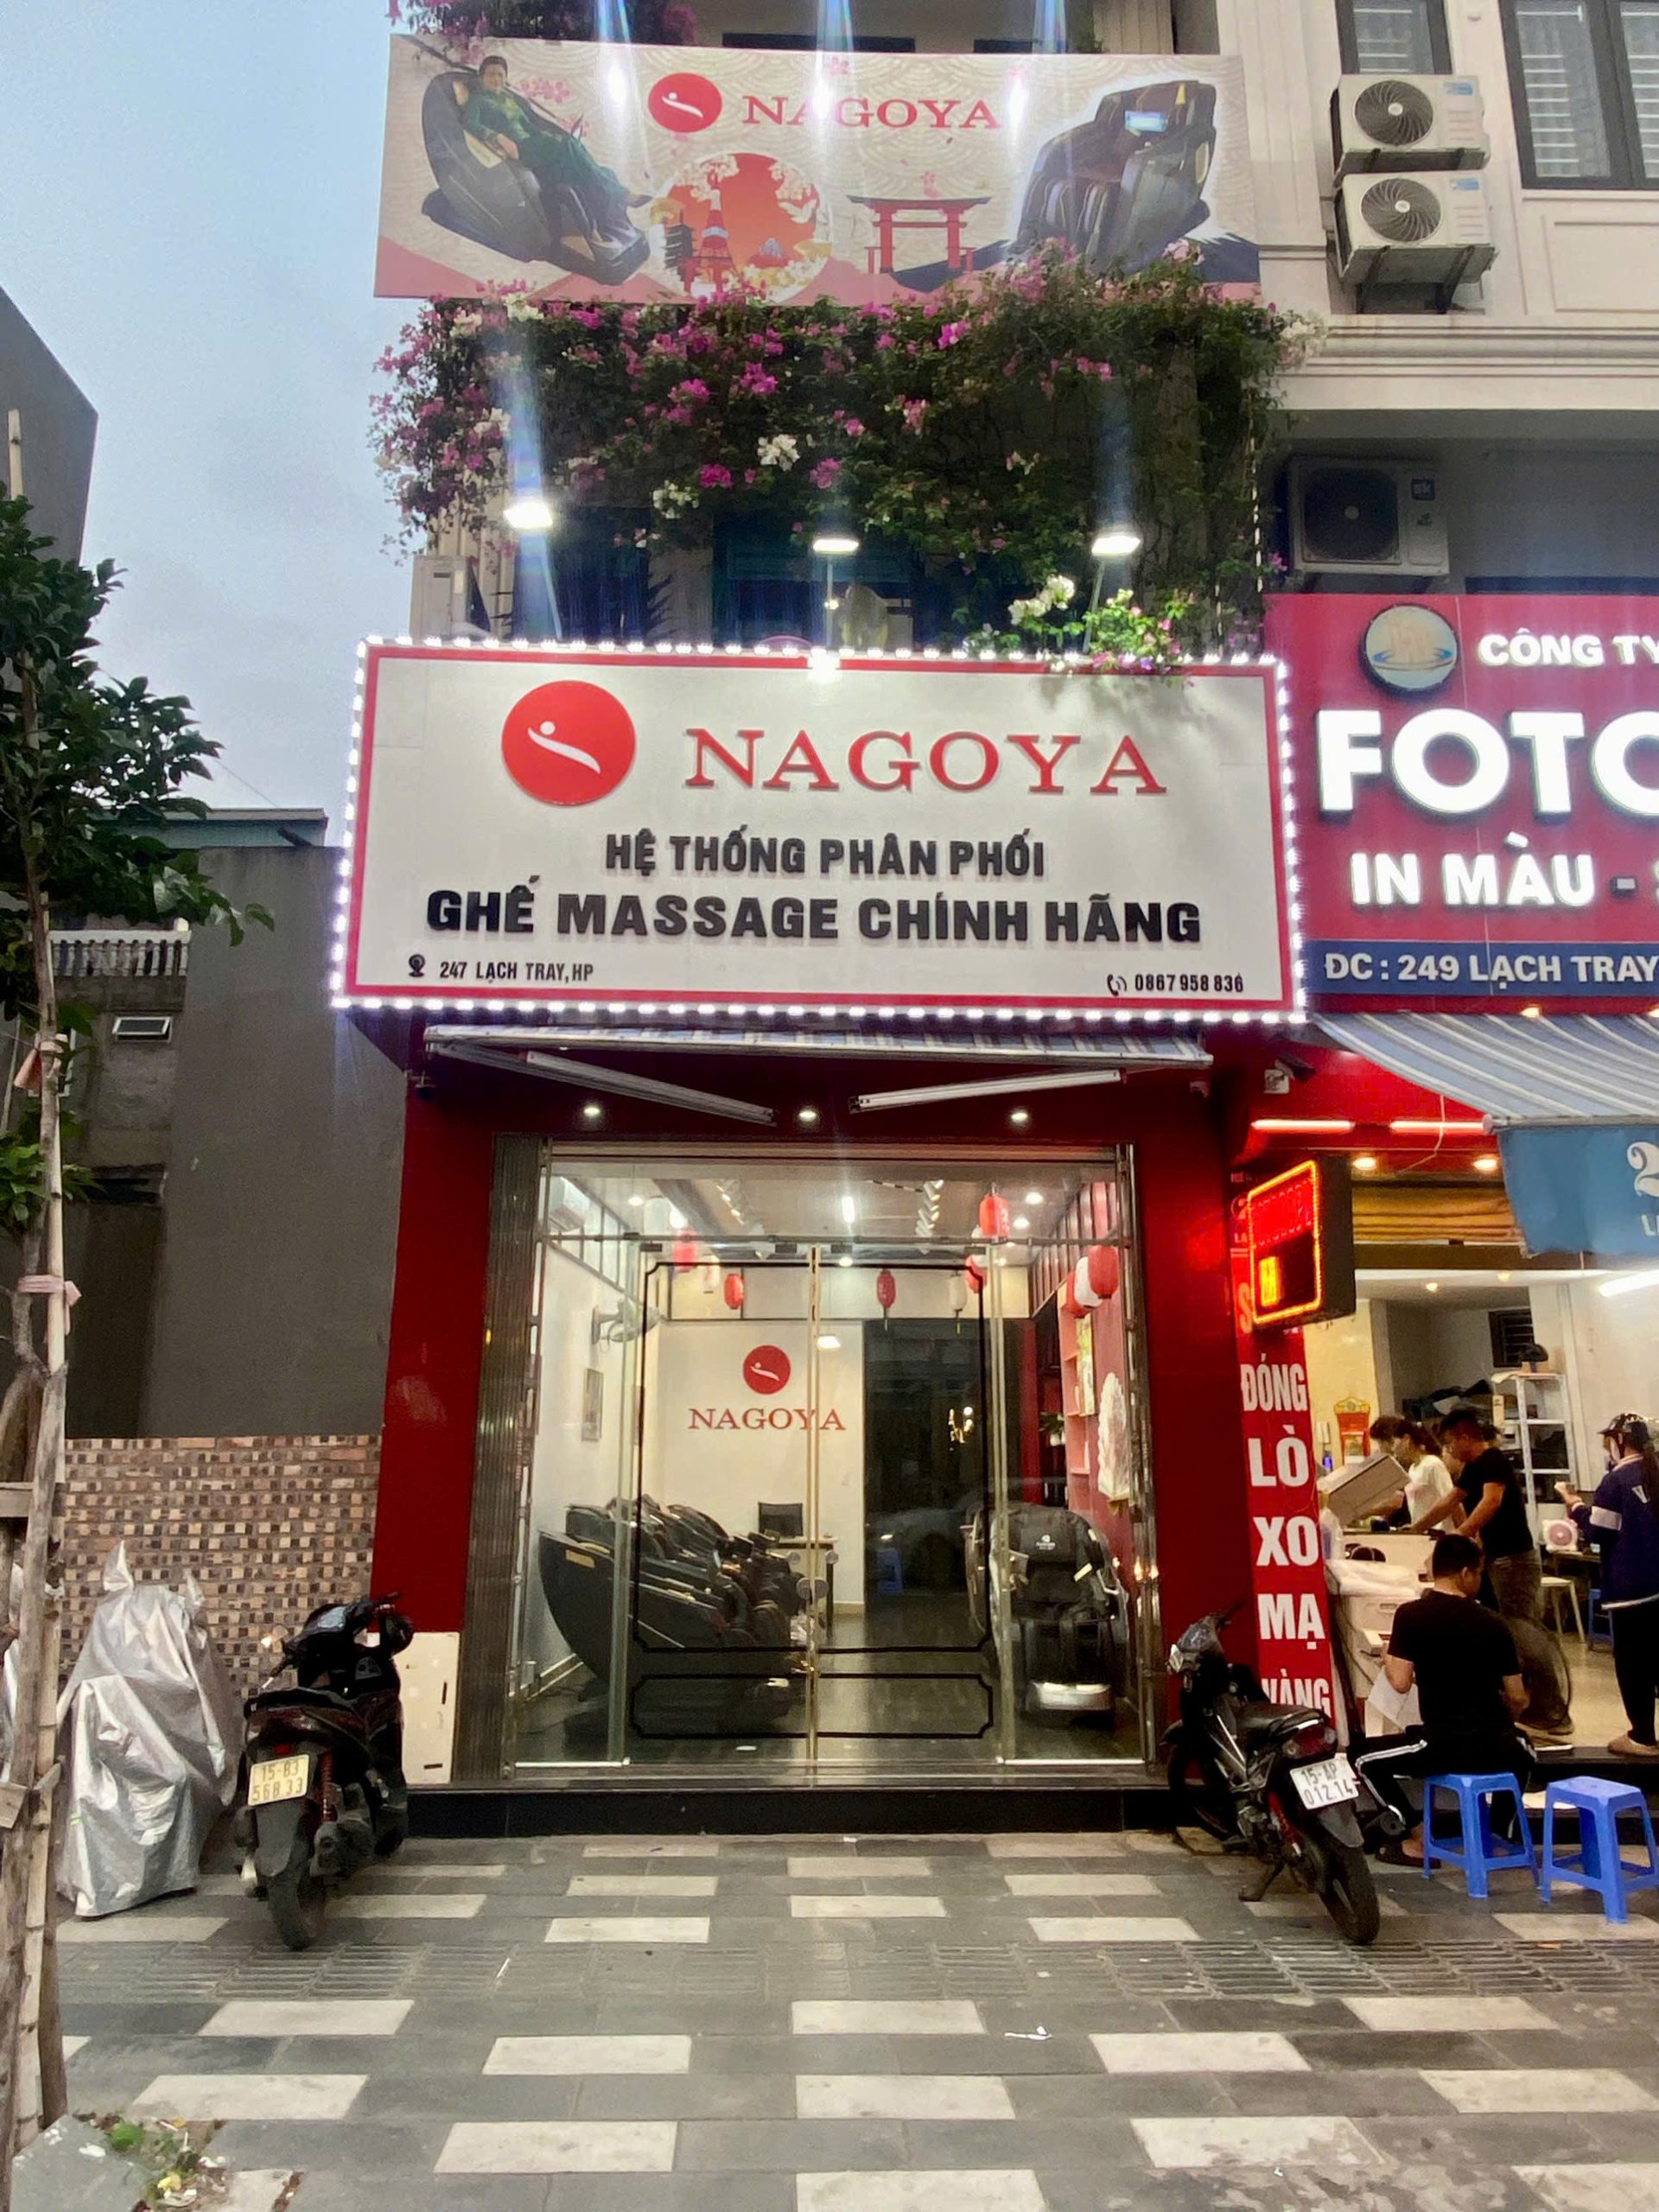 NAGOYA
NAGOYA
HỆ THỐNG PHÂN PHỐI
GHẾ MASSAGE CHÍNH HÃNG
247 LẠCH TRAY, HP
0867 958 836
CÔNG TY
FOTO
IN MÀU -
ĐC : 249 LẠCH TRAY
NAGOYA
ĐÓNG
LÒ
XO
MẠ
VÀNG
15-B3
568 33
15-AP
012.14